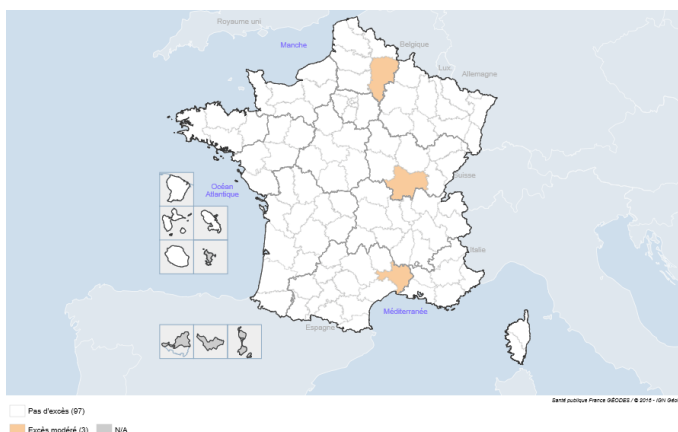 Royaume uni
Manche
Belgique
Lux.
Allemagne
Suisse
Océan
Atlantique
Italie
Méditerranée
Espagne
Santé publique France GÉODES / © 2016 - IGN Géo
Pas d'excès (97)
Excès modéré (3)
N/A